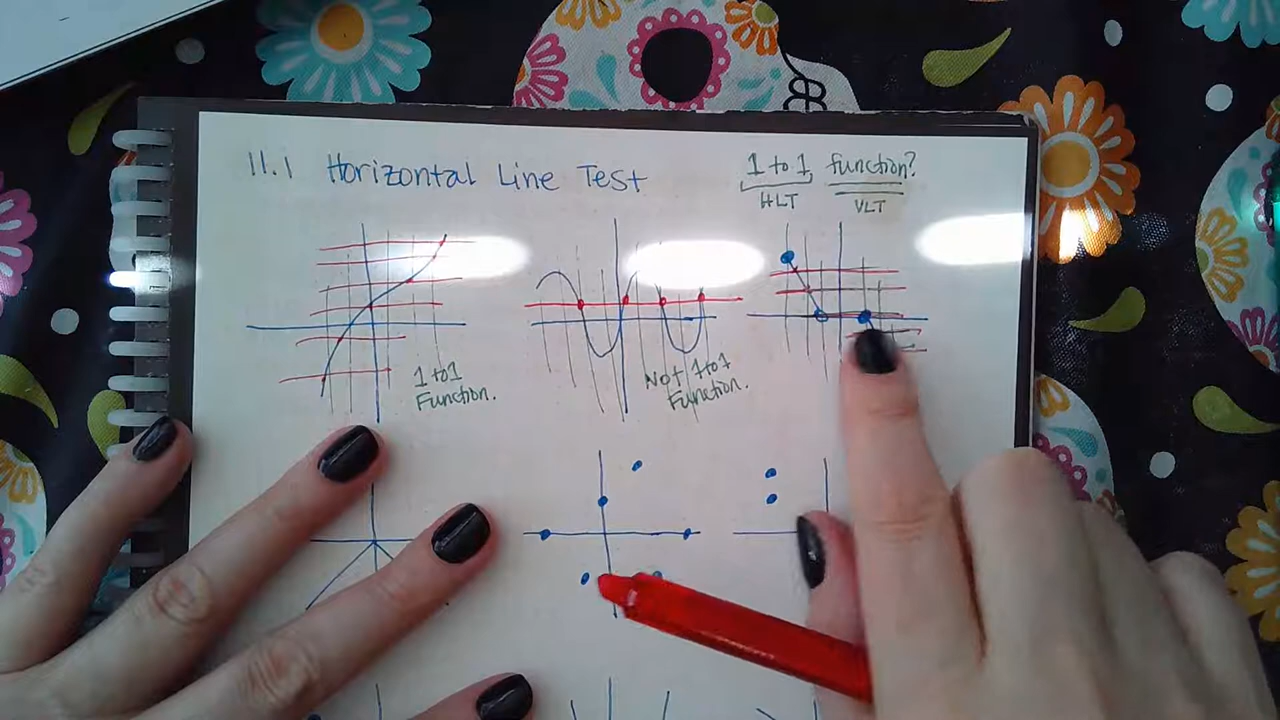 11.1 Horizontal Line Test
1 to 1, function?
HLT VLT
1 to 1
Function.
Not 1 to 1
Function.